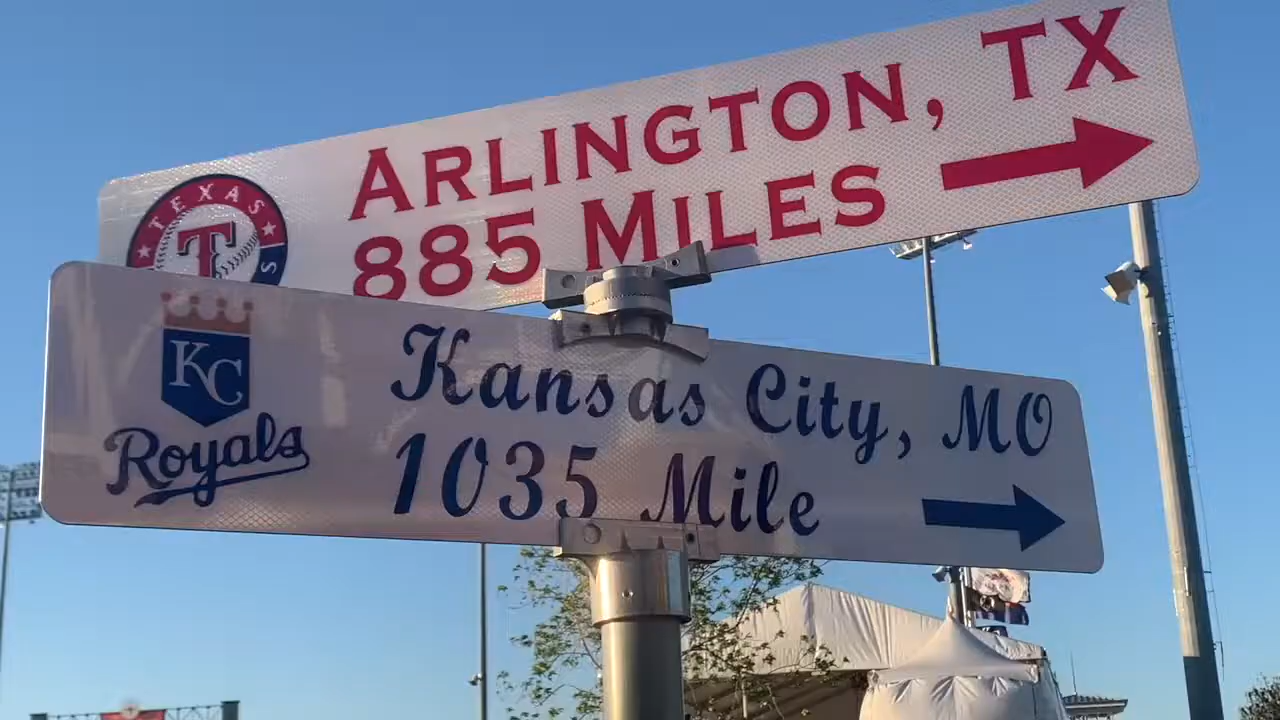 TEXAS
T
ARLINGTON, TX
885 MILES
KC
Royals
Kansas City, MO
1035 Mile